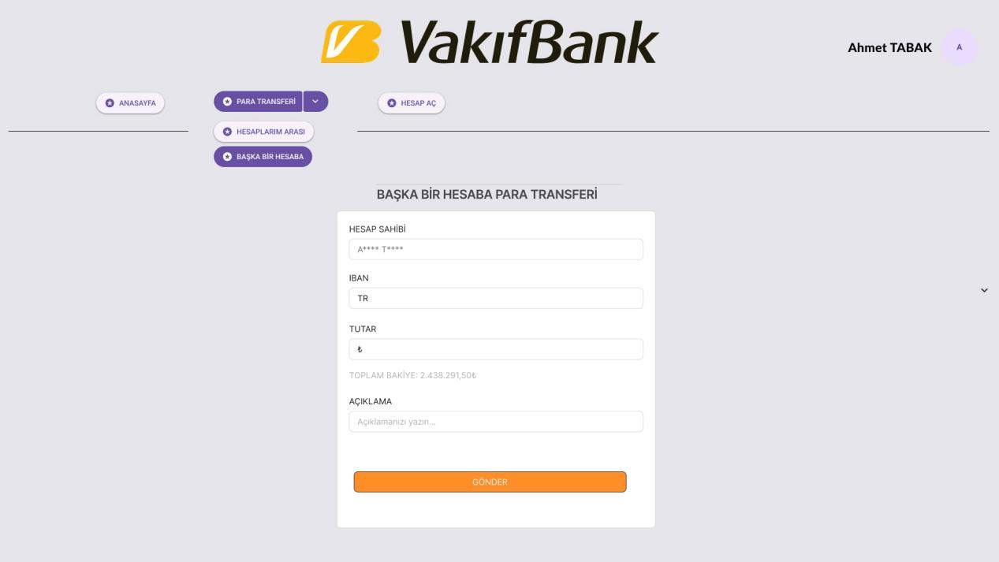 VakıfBank
Ahmet TABAK
A
ANASAYFA
PARA TRANSFERİ
HESAP AÇ
HESAPLARIM ARASI
BAŞKA BİR HESABA
BAŞKA BİR HESABA PARA TRANSFERİ
HESAP SAHİBİ
A**** T****
IBAN
TR
TUTAR
₺
TOPLAM BAKİYE: 2.438.291,50₺
AÇIKLAMA
Açıklamanızı yazın...
GÖNDER